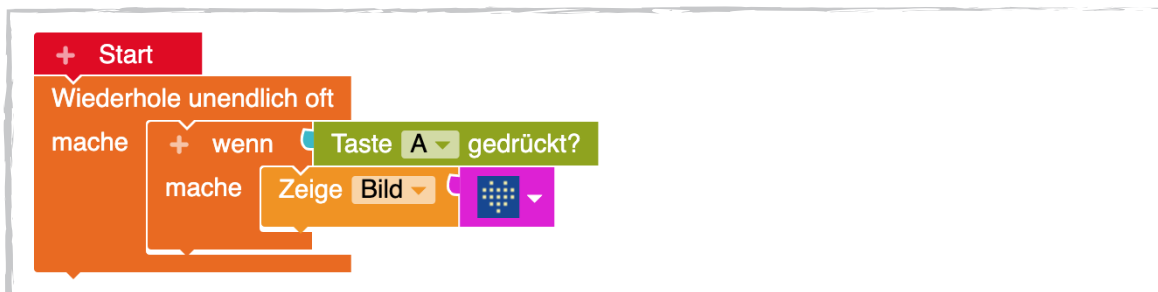 + Start
Wiederhole unendlich oft
mache + wenn Taste A gedrückt?
mache Zeige Bild